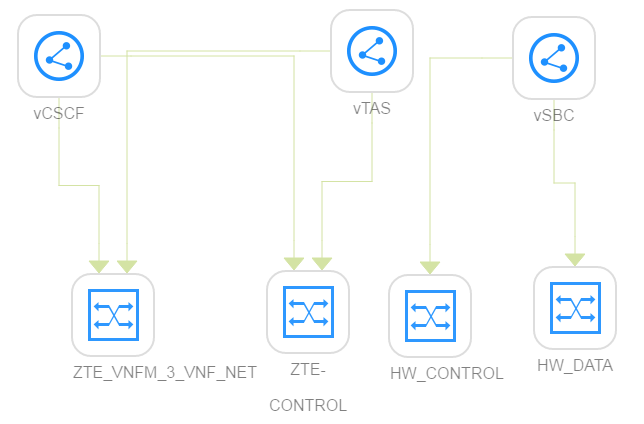 vCSCF
vTAS
vSBC
ZTE_VNFM_3_VNF_NET
ZTE-
CONTROL
HW_CONTROL
HW_DATA